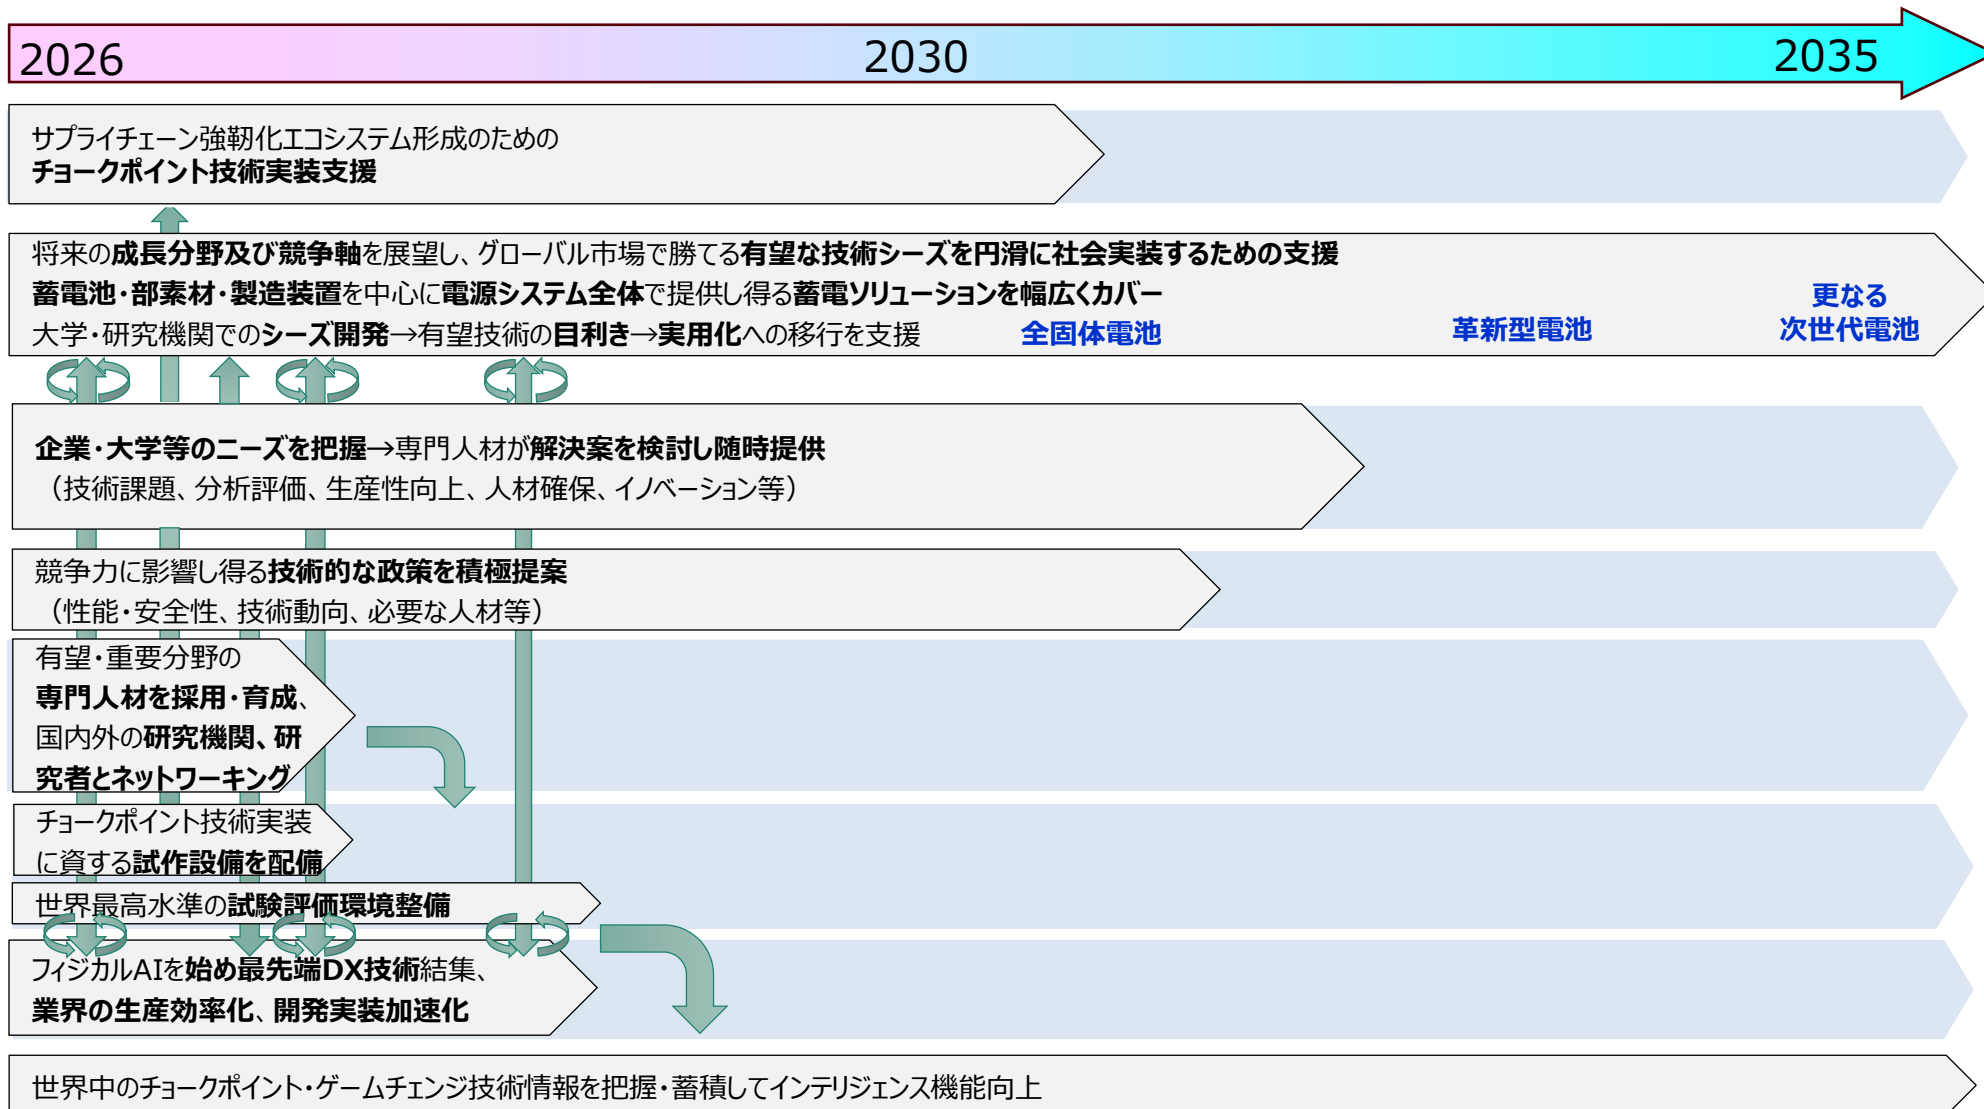 2026 2030 2035
サプライチェーン強靭化エコシステム形成のための
チョークポイント技術実装支援
将来の成長分野及び競争軸を展望し、グローバル市場で勝てる有望な技術シーズを円滑に社会実装するための支援
蓄電池・部素材・製造装置を中心に電源システム全体で提供し得る蓄電ソリューションを幅広くカバー
大学・研究機関でのシーズ開発→有望技術の目利き→実用化への移行を支援
全固体電池
革新型電池
更なる
次世代電池
企業・大学等のニーズを把握→専門人材が解決案を検討し随時提供
（技術課題、分析評価、生産性向上、人材確保、イノベーション等）
競争力に影響し得る技術的な政策を積極提案
（性能・安全性、技術動向、必要な人材等）
有望・重要分野の
専門人材を採用・育成、
国内外の研究機関、研
究者とネットワーキング
チョークポイント技術実装
に資する試作設備を配備
世界最高水準の試験評価環境整備
フィジカルAIを始め最先端DX技術結集、
業界の生産効率化、開発実装加速化
世界中のチョークポイント・ゲームチェンジ技術情報を把握・蓄積してインテリジェンス機能向上